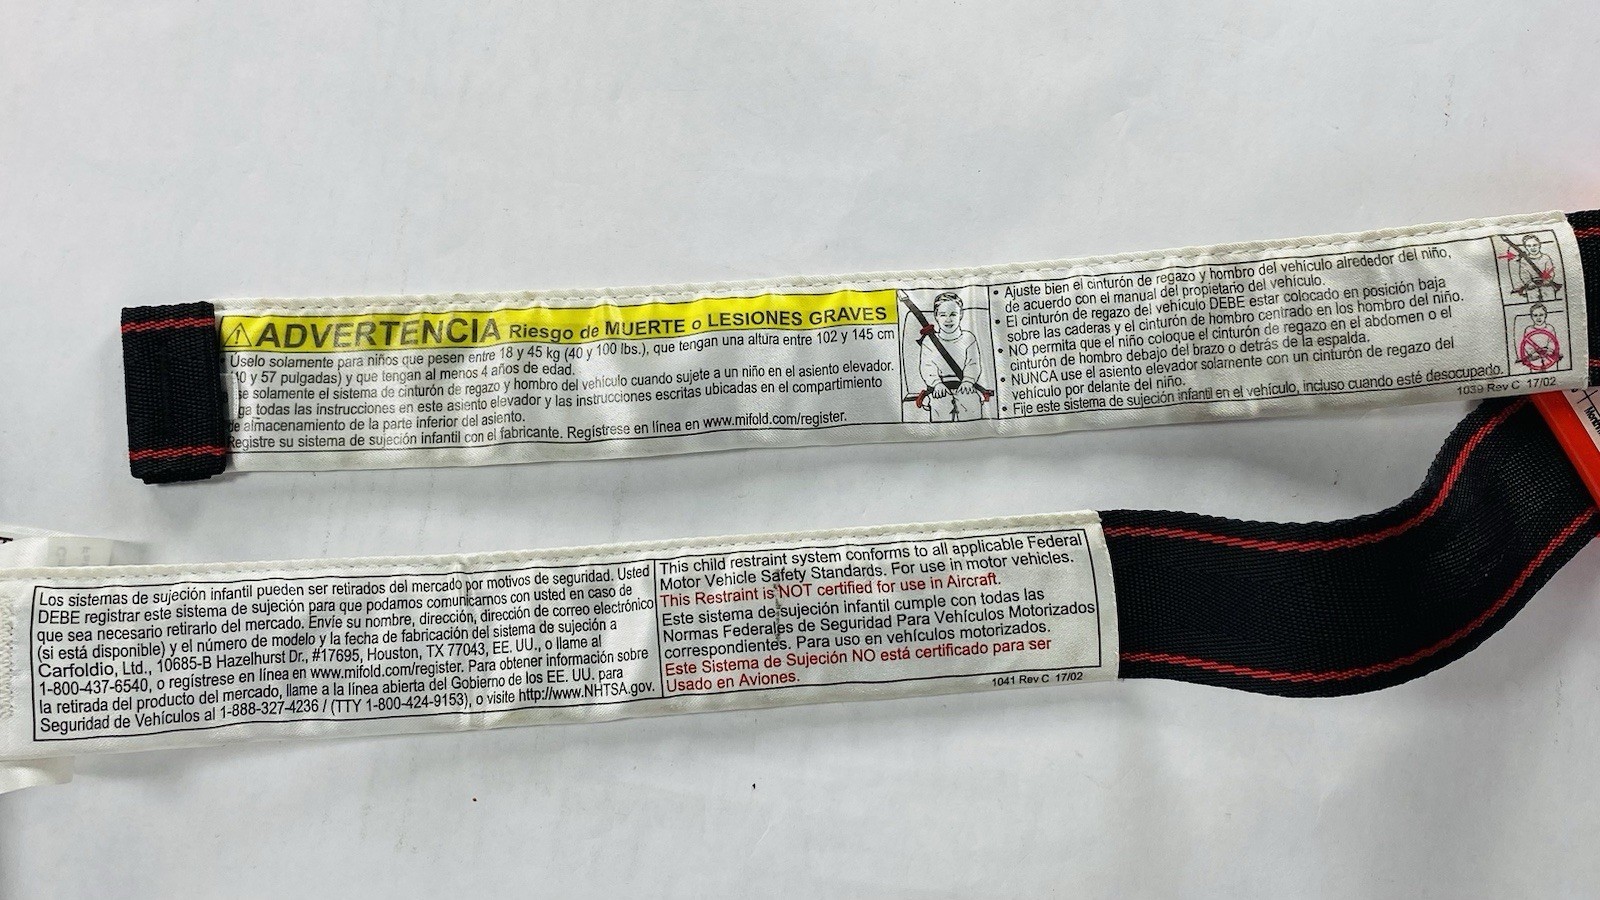 ADVERTENCIA Riesgo de MUERTE o LESIONES GRAVES
Úselo solamente para niños que pesen entre 18 y 45 kg (40 y 100 lbs.), que tengan una altura entre 102 y 145 cm
y 57 pulgadas) y que tengan al menos 4 años de edad.
solamente el sistema de cinturón de regazo y hombro del vehículo cuando sujete a un niño en el asiento elevador.
todas las instrucciones en este asiento elevador y las instrucciones escritas ubicadas en el compartimiento
de almacenamiento de la parte inferior del asiento.
Registre su sistema de sujeción infantil con el fabricante. Regístrese en línea en www.mifold.com/register.
• Ajuste bien el cinturón de regazo y hombro del vehículo alrededor del niño,
de acuerdo con el manual del propietario del vehículo.
• El cinturón de regazo del vehículo DEBE estar colocado en posición baja
sobre las caderas y el cinturón de hombro centrado en los hombro del niño.
• NO permita que el niño coloque el cinturón de regazo en el abdomen o el
cinturón de hombro debajo del brazo o detrás de la espalda.
• NUNCA use el asiento elevador solamente con un cinturón de regazo del
vehículo por delante del niño.
• Fije este sistema de sujeción infantil en el vehículo, incluso cuando esté desocupado.
1039 Rev C 17/02
Los sistemas de sujeción infantil pueden ser retirados del mercado por motivos de seguridad. Usted
DEBE registrar este sistema de sujeción para que podamos comunicarnos con usted en caso de
que sea necesario retirarlo del mercado. Envíe su nombre, dirección, dirección de correo electrónico
(si está disponible) y el número de modelo y la fecha de fabricación del sistema de sujeción a
Carfoldio, Ltd., 10685-B Hazelhurst Dr., #17695, Houston, TX 77043, EE. UU., o llame al
1-800-437-6540, o regístrese en línea en www.mifold.com/register. Para obtener información sobre
la retirada del producto del mercado, llame a la línea abierta del Gobierno de los EE. UU. para
Seguridad de Vehículos al 1-888-327-4236 / (TTY 1-800-424-9153), o visite http://www.NHTSA.gov.
This child restraint system conforms to all applicable Federal
Motor Vehicle Safety Standards. For use in motor vehicles.
This Restraint is NOT certified for use in Aircraft.
Este sistema de sujeción infantil cumple con todas las
Normas Federales de Seguridad Para Vehículos Motorizados
correspondientes. Para uso en vehículos motorizados.
Este Sistema de Sujeción NO está certificado para ser
Usado en Aviones.
1041 Rev C 17/02